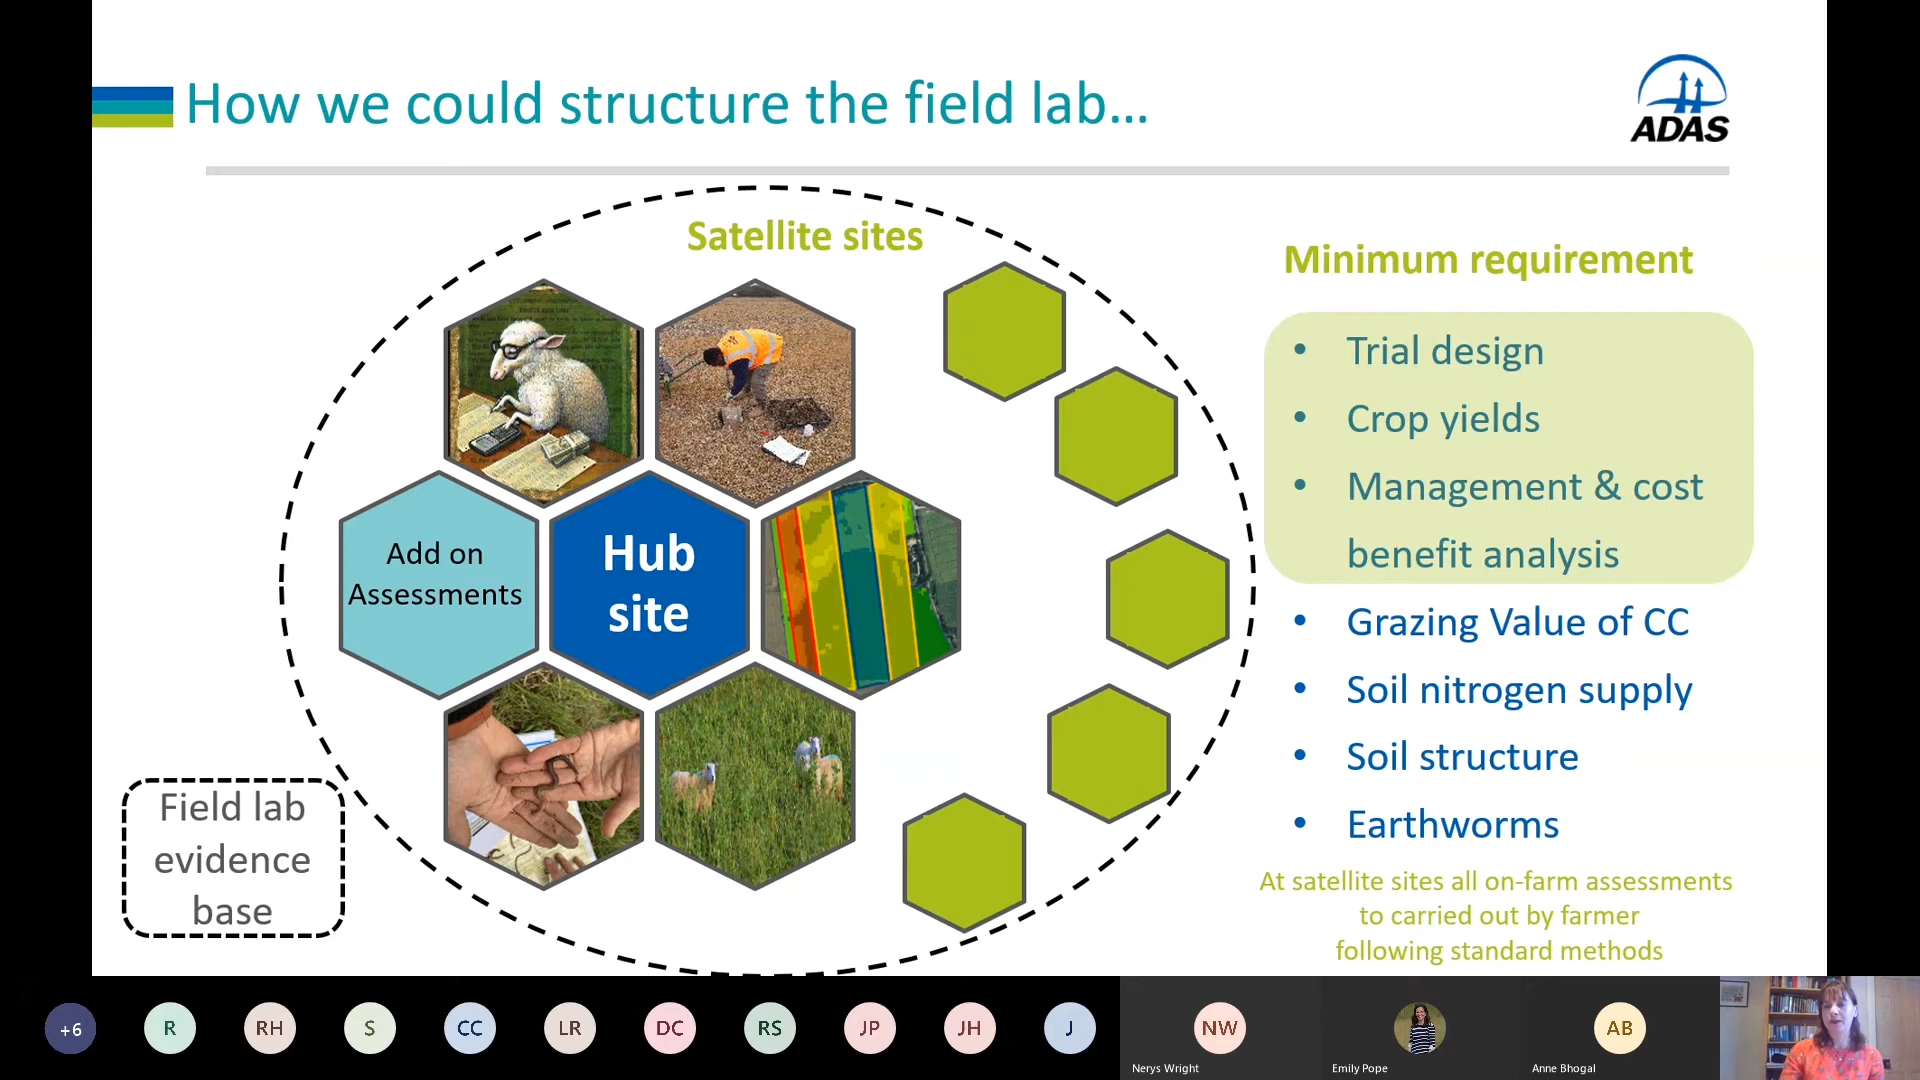 How we could structure the field lab...
ADAS
Satellite sites
Add on
Assessments
Hub
site
Field lab
evidence
base
Minimum requirement
• Trial design
• Crop yields
• Management & cost
benefit analysis
• Grazing Value of CC
• Soil nitrogen supply
• Soil structure
• Earthworms
At satellite sites all on-farm assessments
to carried out by farmer
following standard methods
+6
R
RH
S
CC
LR
DC
RS
JP
JH
J
NW
AB
Nerys Wright
Emily Pope
Anne Bhogal